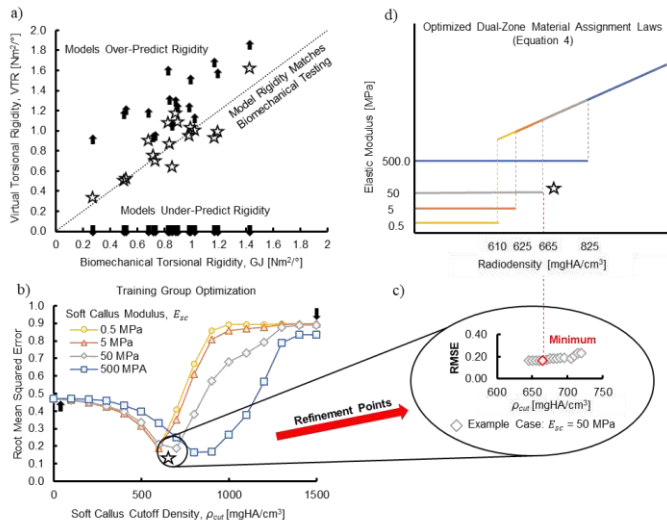 a)
Models Over-Predict Rigidity
Model Rigidity Matches
Biomechanical Testing
Models Under-Predict Rigidity
Virtual Torsional Rigidity, VTR [Nm²/°]
2.0
1.8
1.6
1.4
1.2
1.0
0.8
0.6
0.4
0.2
0.0
0 0.2 0.4 0.6 0.8 1 1.2 1.4 1.6 1.8 2
Biomechanical Torsional Rigidity, GJ [Nm²/°]
b)
Training Group Optimization
Soft Callus Modulus, E_sc
0.5 MPa
5 MPa
50 MPa
500 MPA
Root Mean Squared Error
1.0
0.9
0.8
0.7
0.6
0.5
0.4
0.3
0.2
0.1
0.0
0 500 1000 1500
Soft Callus Cutoff Density, ρ_cut [mgHA/cm³]
Refinement Points
d)
Optimized Dual-Zone Material Assignment Laws
(Equation 4)
Elastic Modulus [MPa]
500.0
50
5
0.5
610 625 665 825
Radiodensity [mgHA/cm³]
c)
RMSE
0.40
0.20
0.00
Minimum
600 650 700 750
ρ_cut [mgHA/cm³]
Example Case: E_sc = 50 MPa